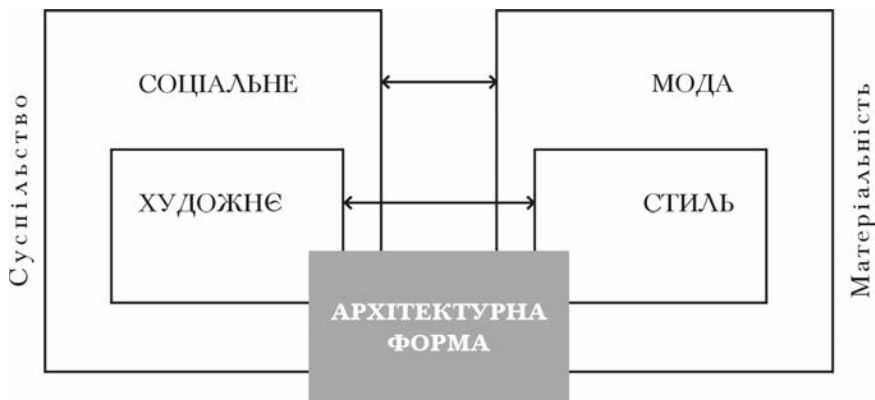 Суспільство
СОЦІАЛЬНЕ
МОДА
ХУДОЖНЄ
СТИЛЬ
АРХІТЕКТУРНА
ФОРМА
Матеріальність